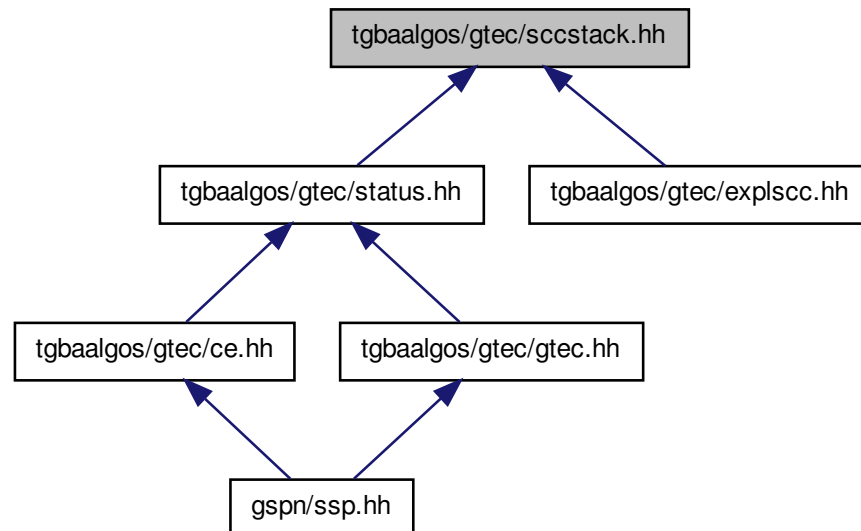 tgbaalgos/gtec/sccstack.hh
tgbaalgos/gtec/status.hh
tgbaalgos/gtec/explscc.hh
tgbaalgos/gtec/ce.hh
tgbaalgos/gtec/gtec.hh
gspn/ssp.hh